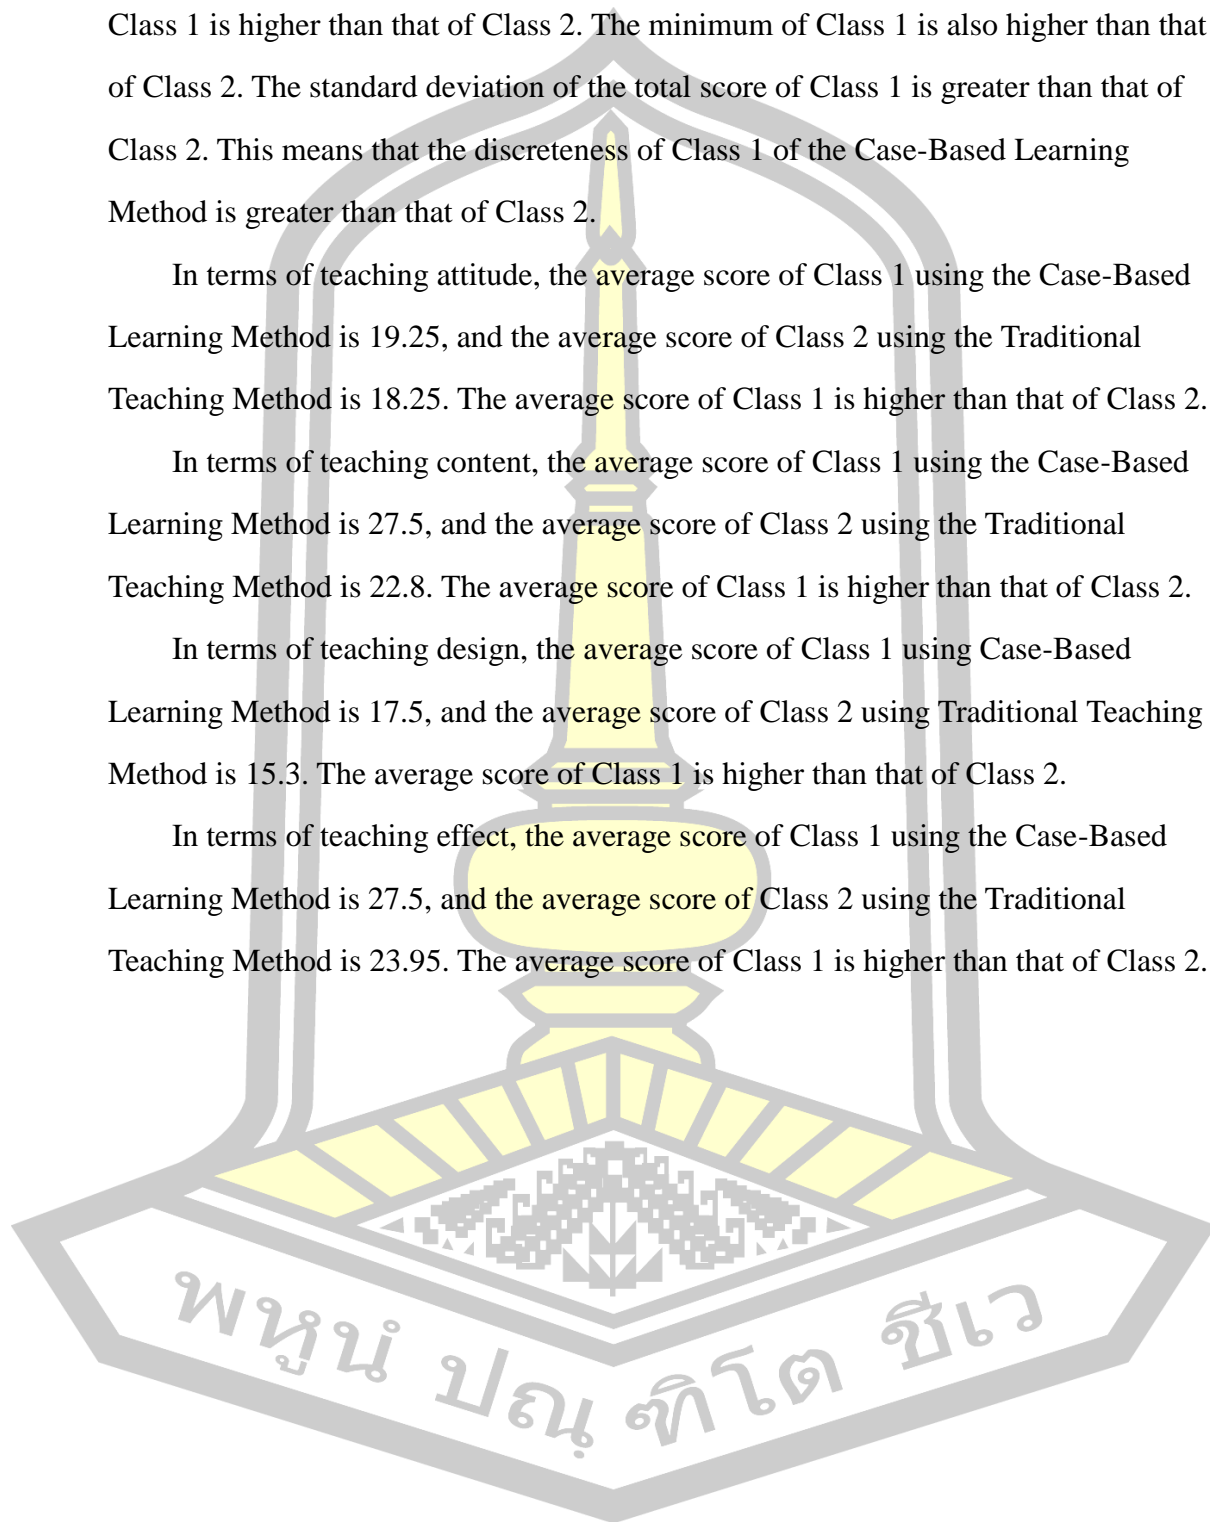 Class 1 is higher than that of Class 2. The minimum of Class 1 is also higher than that
of Class 2. The standard deviation of the total score of Class 1 is greater than that of
Class 2. This means that the discreteness of Class 1 of the Case-Based Learning
Method is greater than that of Class 2.
In terms of teaching attitude, the average score of Class 1 using the Case-Based
Learning Method is 19.25, and the average score of Class 2 using the Traditional
Teaching Method is 18.25. The average score of Class 1 is higher than that of Class 2.
In terms of teaching content, the average score of Class 1 using the Case-Based
Learning Method is 27.5, and the average score of Class 2 using the Traditional
Teaching Method is 22.8. The average score of Class 1 is higher than that of Class 2.
In terms of teaching design, the average score of Class 1 using Case-Based
Learning Method is 17.5, and the average score of Class 2 using Traditional Teaching
Method is 15.3. The average score of Class 1 is higher than that of Class 2.
In terms of teaching effect, the average score of Class 1 using the Case-Based
Learning Method is 27.5, and the average score of Class 2 using the Traditional
Teaching Method is 23.95. The average score of Class 1 is higher than that of Class 2.
พหูนํ ปณฺ ฑิโต ชีเว